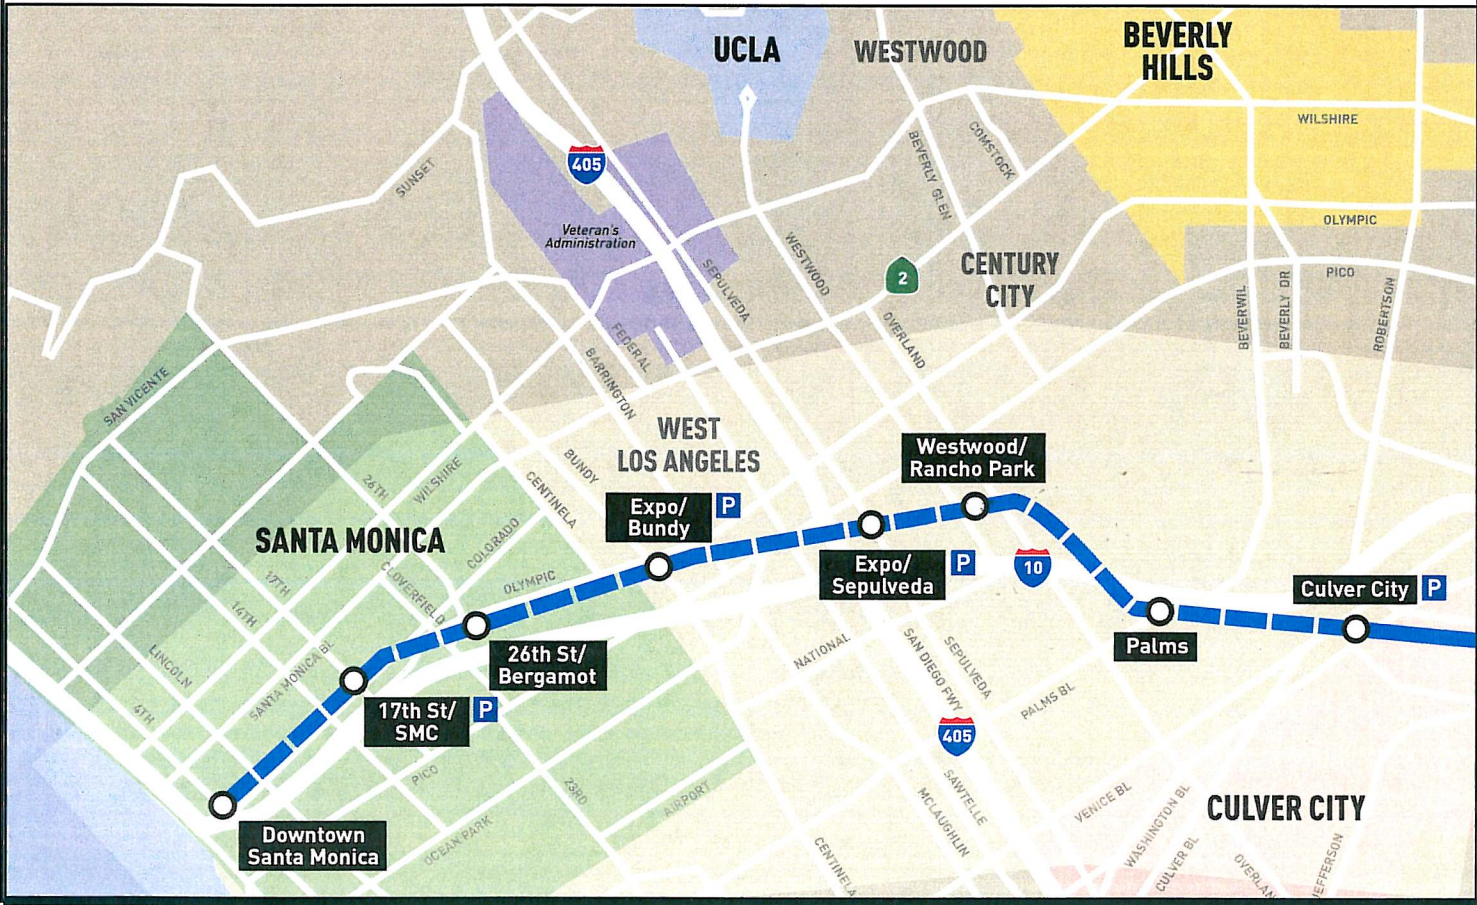 UCLA
WESTWOOD
BEVERLY
HILLS
WILSHIRE
COMSTOCK
BEVERLY GLEN
SUNSET
405
Veteran's
Administration
SEPULVEDA
WESTWOOD
OLYMPIC
2
CENTURY
CITY
PICO
BEVERWIL
BEVERLY DR
ROBERTSON
OVERLAND
FEDERAL
BARRINGTON
SAN VICENTE
WEST
LOS ANGELES
Westwood/
Rancho Park
BUNDY
CENTINELA
26TH
WILSHIRE
Expo/
Bundy
P
SANTA MONICA
COLORADO
OLYMPIC
CLOVERFIELD
17TH
14TH
Expo/
Sepulveda
P
10
Culver City
P
26th St/
Bergamot
NATIONAL
SAN DIEGO FWY
SEPULVEDA
Palms
LINCOLN
SANTA MONICA BL
4TH
17th St/
SMC
P
PALMS BL
405
PICO
23RD
AIRPORT
SAWTELLE
MCLAUGHLIN
VENICE BL
WASHINGTON BL
CULVER CITY
Downtown
Santa Monica
OCEAN PARK
CENTINELA
CULVER BL
OVERLAN
JEFFERSON